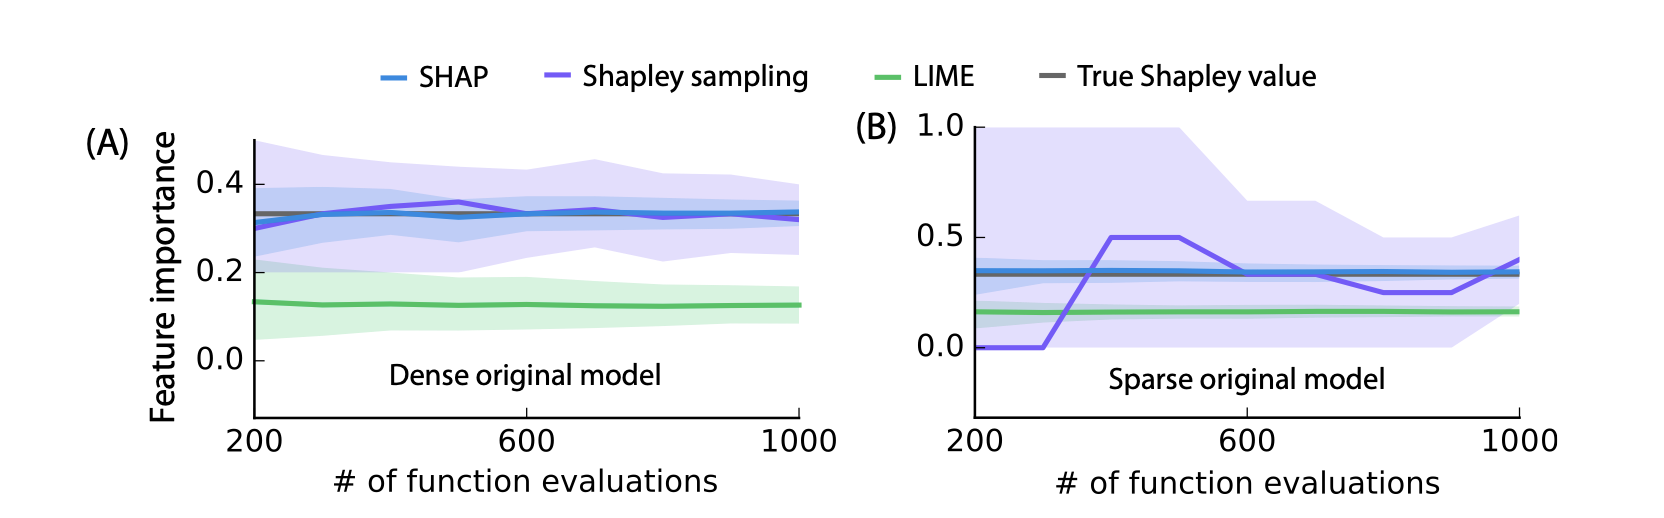 SHAP Shapley sampling LIME True Shapley value
(A)
Feature importance
0.4
0.2
0.0
Dense original model
200 600 1000
# of function evaluations
(B)
1.0
0.5
0.0
Sparse original model
200 600 1000
# of function evaluations